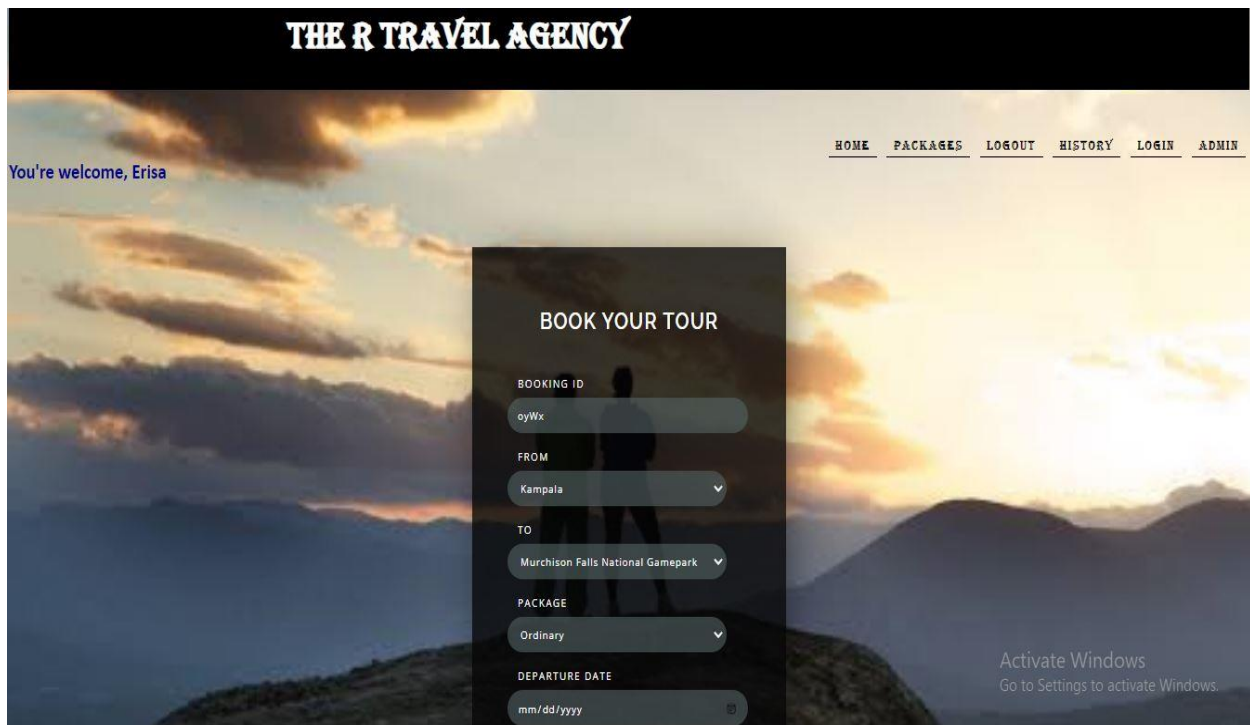 THE R TRAVEL AGENCY
HOME PACKAGES LOGOUT HISTORY LOGIN ADMIN
You're welcome, Erisa
BOOK YOUR TOUR
BOOKING ID
oyWx
FROM
Kampala
TO
Murchison Falls National Gamepark
PACKAGE
Ordinary
DEPARTURE DATE
mm/dd/yyyy
Activate Windows
Go to Settings to activate Windows.